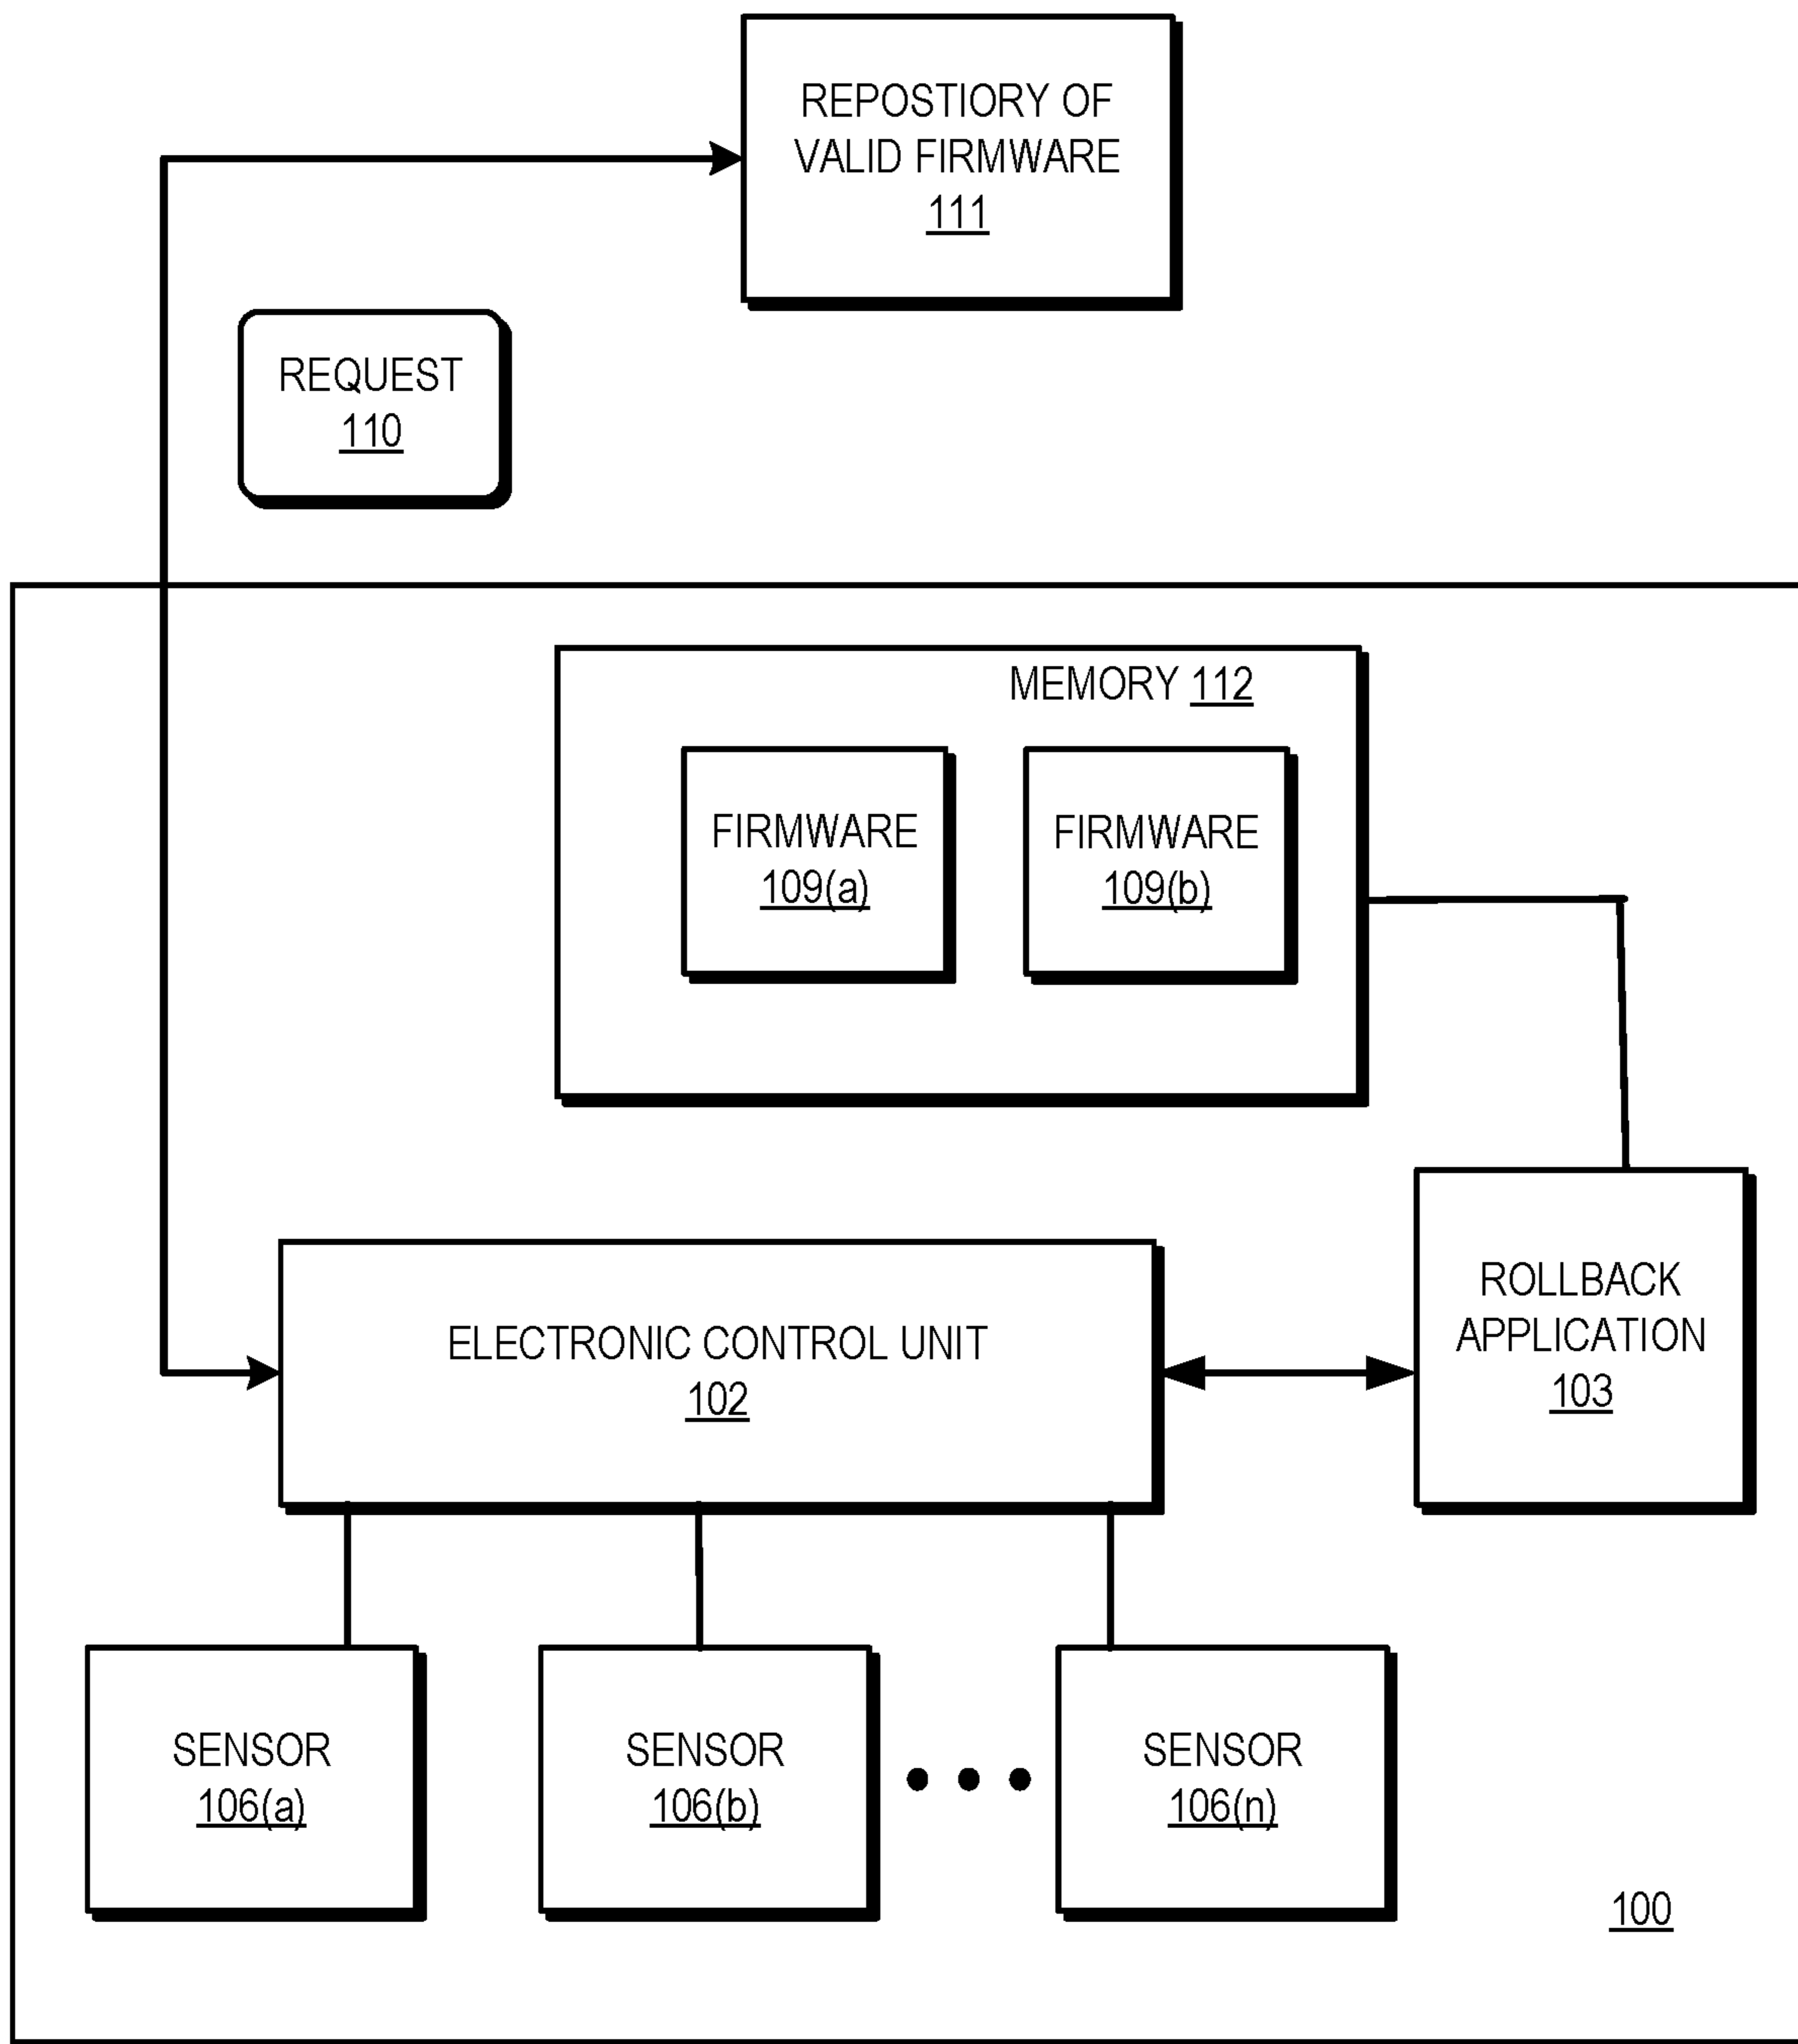 REPOSTIORY OF
VALID FIRMWARE
111
REQUEST
110
MEMORY 112
FIRMWARE
109(a)
FIRMWARE
109(b)
ROLLBACK
APPLICATION
103
ELECTRONIC CONTROL UNIT
102
SENSOR
106(a)
SENSOR
106(b)
SENSOR
106(n)
100